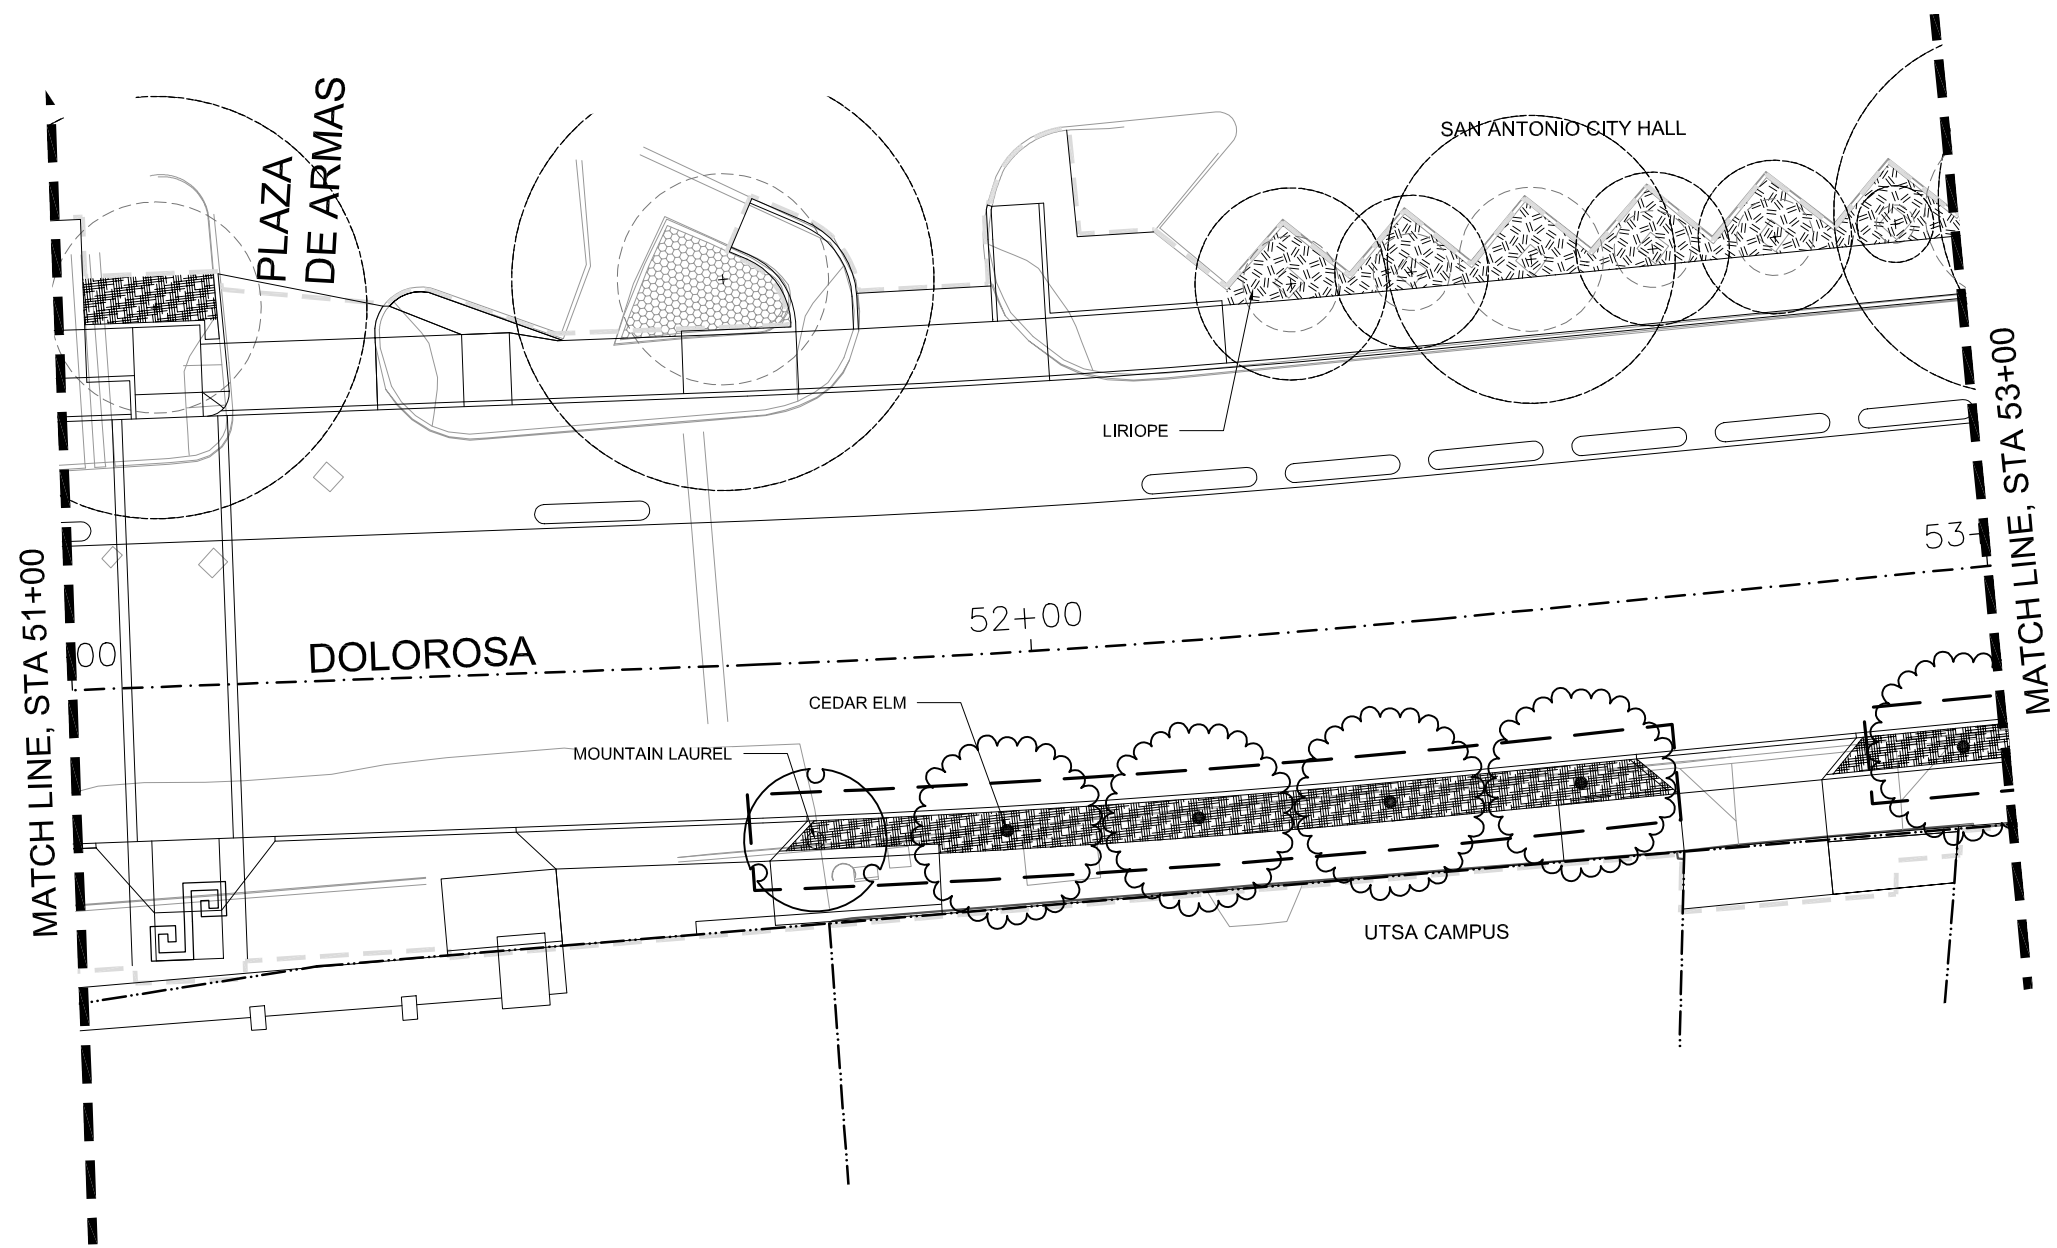 PLAZA
DE ARMAS
SAN ANTONIO CITY HALL
LIRIOPE
MATCH LINE, STA 51+00
MATCH LINE, STA 53+00
53+
52+00
00
DOLOROSA
CEDAR ELM
MOUNTAIN LAUREL
UTSA CAMPUS